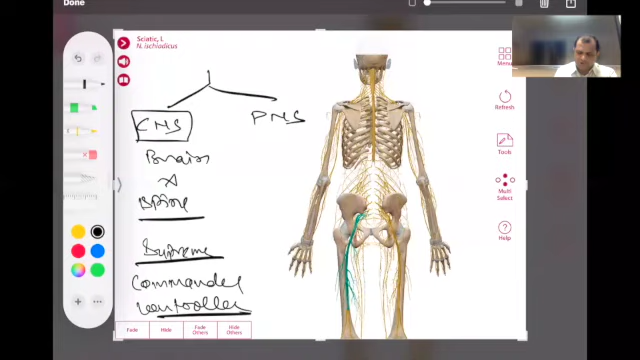 Done
Sciatic, L
N. ischiadicus
Menu
Refresh
Tools
Multi
Select
Help
CNS
PNS
Brain
Spine
Supreme
Commander
Controller
Fade
Hide
Fade
Others
Hide
Others